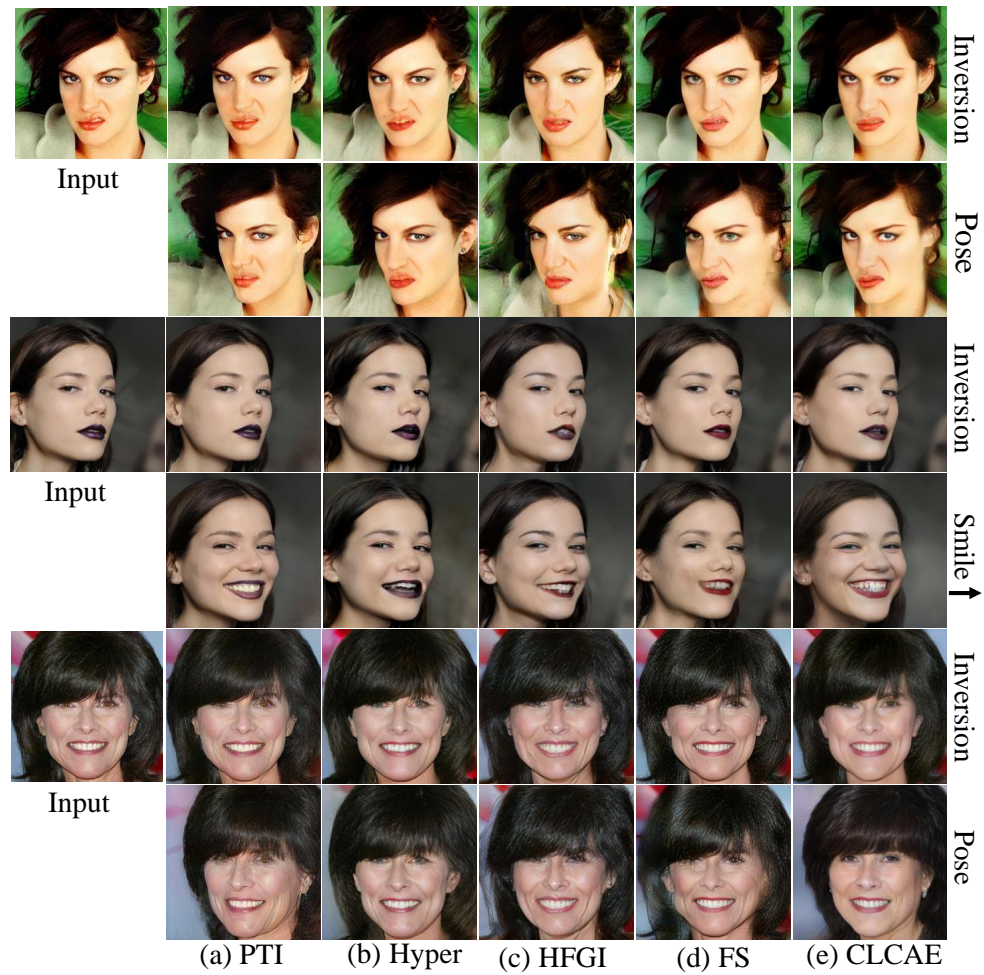 Inversion
Input
Pose
Inversion
Input
Smile ↑
Inversion
Input
Pose
(a) PTI (b) Hyper (c) HFGI (d) FS (e) CLCAE